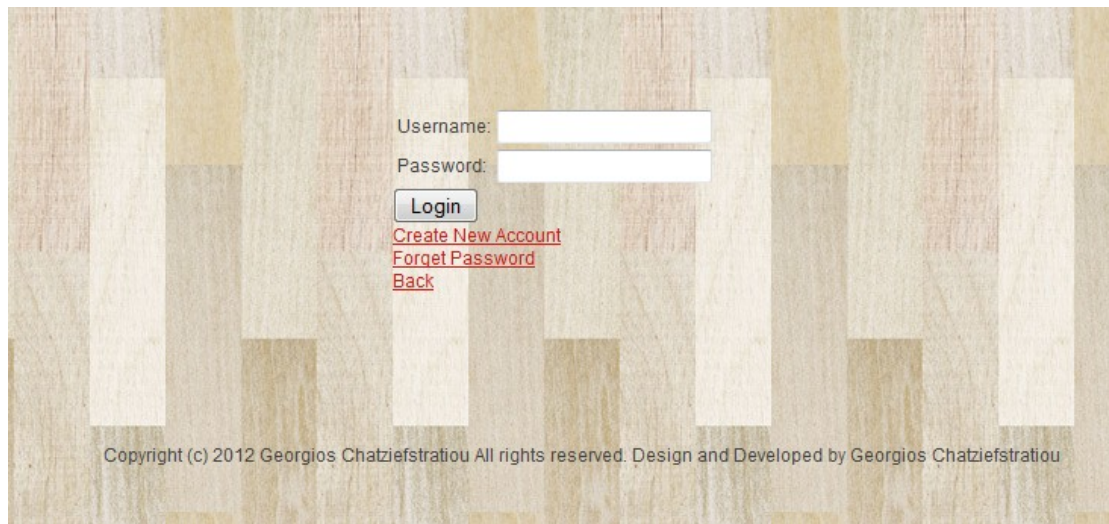 Username:
Password:
Login
Create New Account
Forget Password
Back
Copyright (c) 2012 Georgios Chatziefstratiou All rights reserved. Design and Developed by Georgios Chatziefstratiou